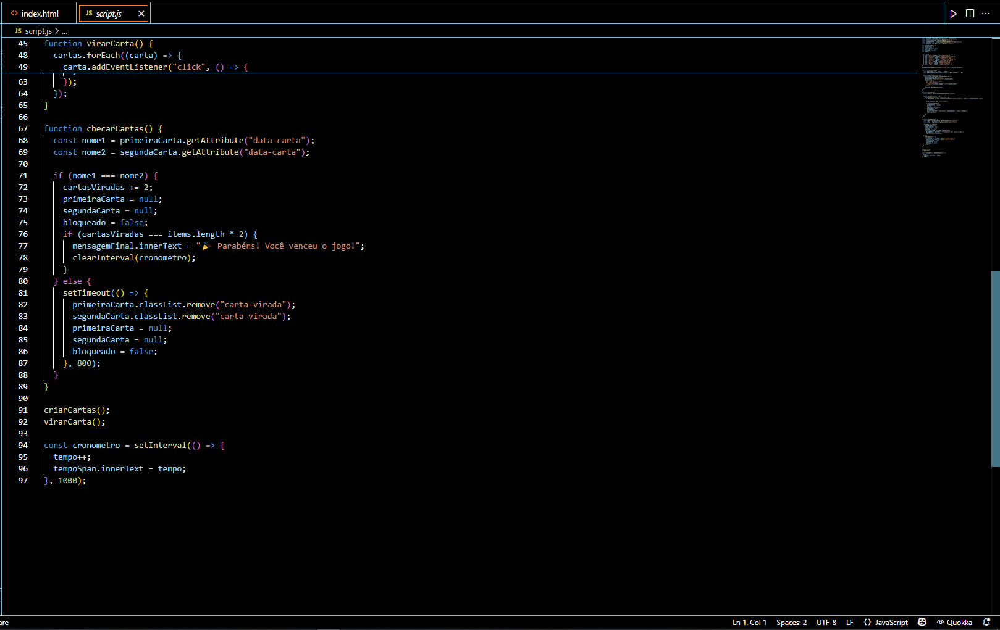 index.html
JS script.js ×
JS script.js > ...
45 function virarCarta() {
48 cartas.forEach((carta) => {
49 carta.addEventListener("click", () => {
63 });
64 });
65 }
66
67 function checarCartas() {
68 const nome1 = primeiraCarta.getAttribute("data-carta");
69 const nome2 = segundaCarta.getAttribute("data-carta");
70
71 if (nome1 === nome2) {
72 cartasViradas += 2;
73 primeiraCarta = null;
74 segundaCarta = null;
75 bloqueado = false;
76 if (cartasViradas === items.length * 2) {
77 mensagemFinal.innerText = "🎉 Parabéns! Você venceu o jogo!";
78 clearInterval(cronometro);
79 }
80 } else {
81 setTimeout(() => {
82 primeiraCarta.classList.remove("carta-virada");
83 segundaCarta.classList.remove("carta-virada");
84 primeiraCarta = null;
85 segundaCarta = null;
86 bloqueado = false;
87 }, 800);
88 }
89 }
90
91 criarCartas();
92 virarCarta();
93
94 const cronometro = setInterval(() => {
95 tempo++;
96 tempoSpan.innerText = tempo;
97 }, 1000);
are Ln 1, Col 1 Spaces: 2 UTF-8 LF {} JavaScript Quokka